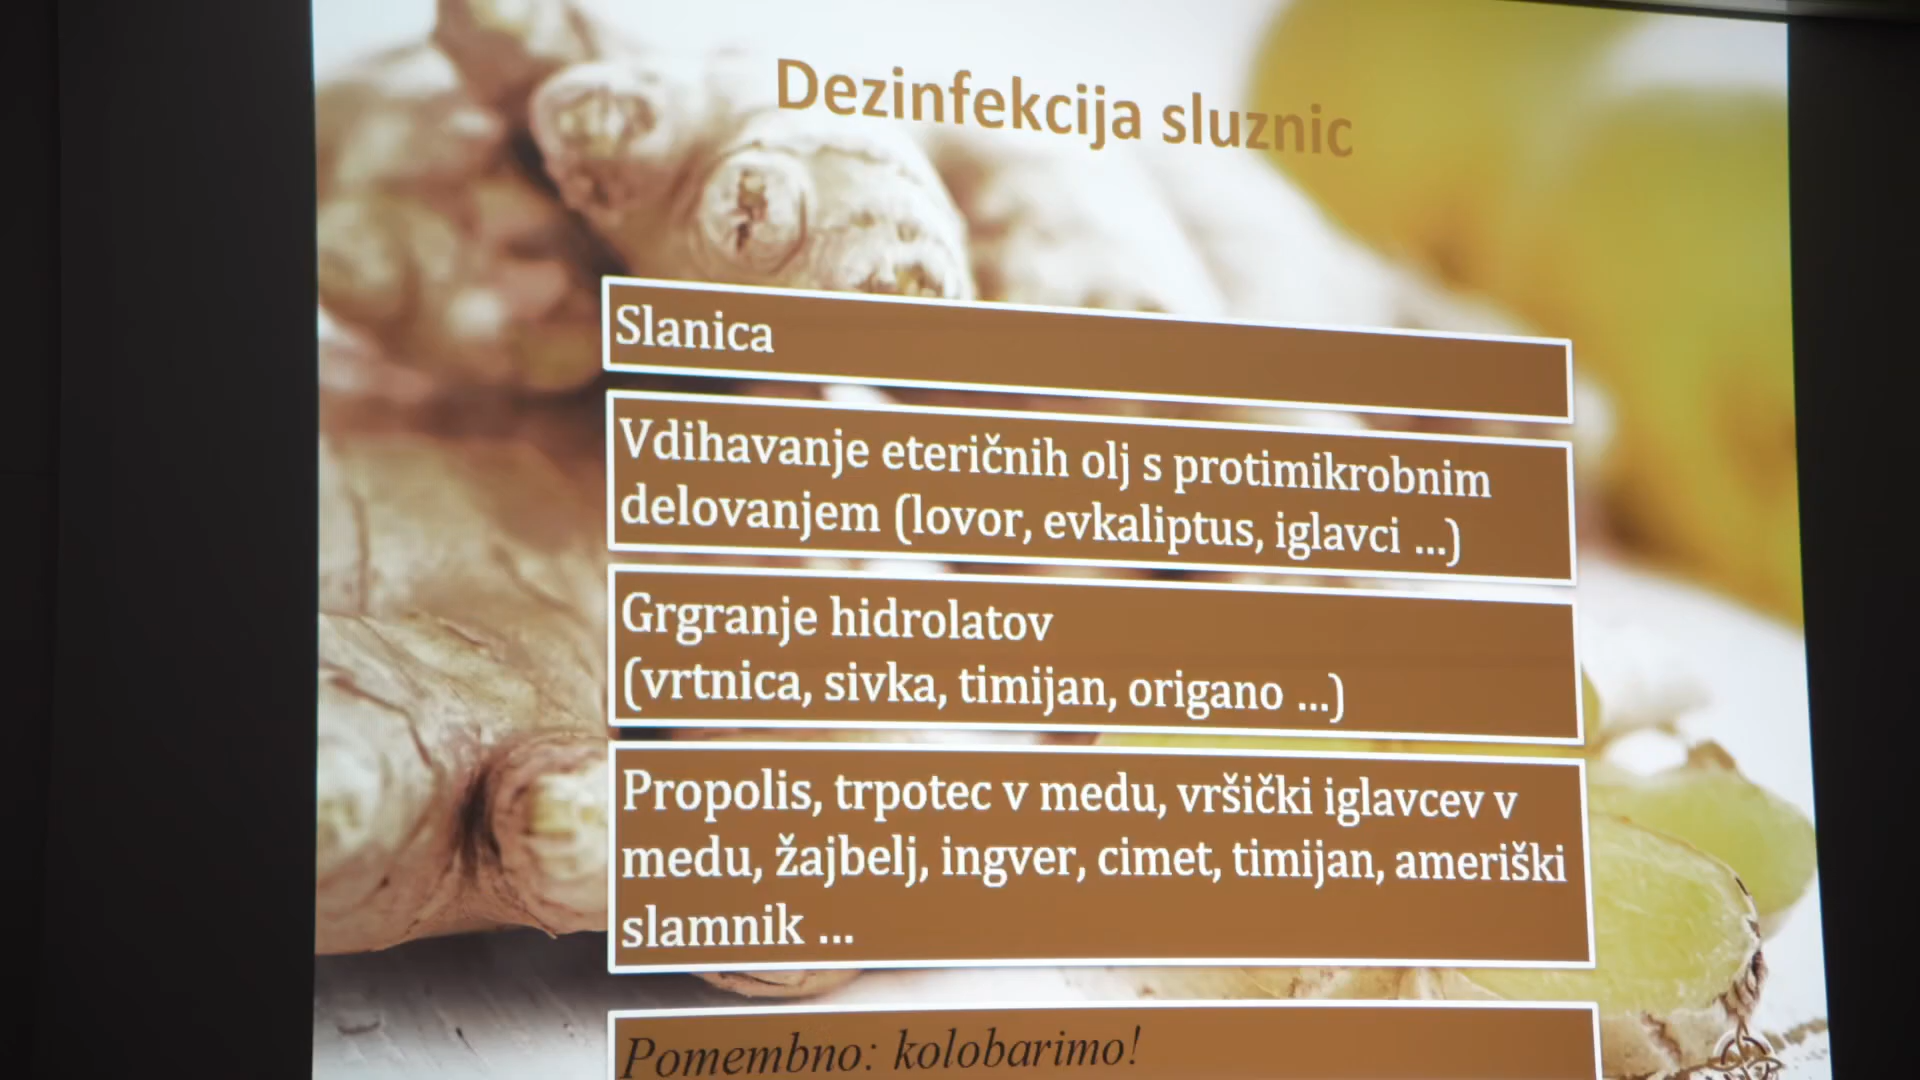 Dezinfekcija sluznic
Slanica
Vdihavanje eteričnih olj s protimikrobnim
delovanjem (lovor, evkaliptus, iglavci ...)
Grgranje hidrolatov
(vrtnica, sivka, timijan, origano ...)
Propolis, trpotec v medu, vršički iglavcev v
medu, žajbelj, ingver, cimet, timijan, ameriški
slamnik ...
Pomembno: kolobarimo!